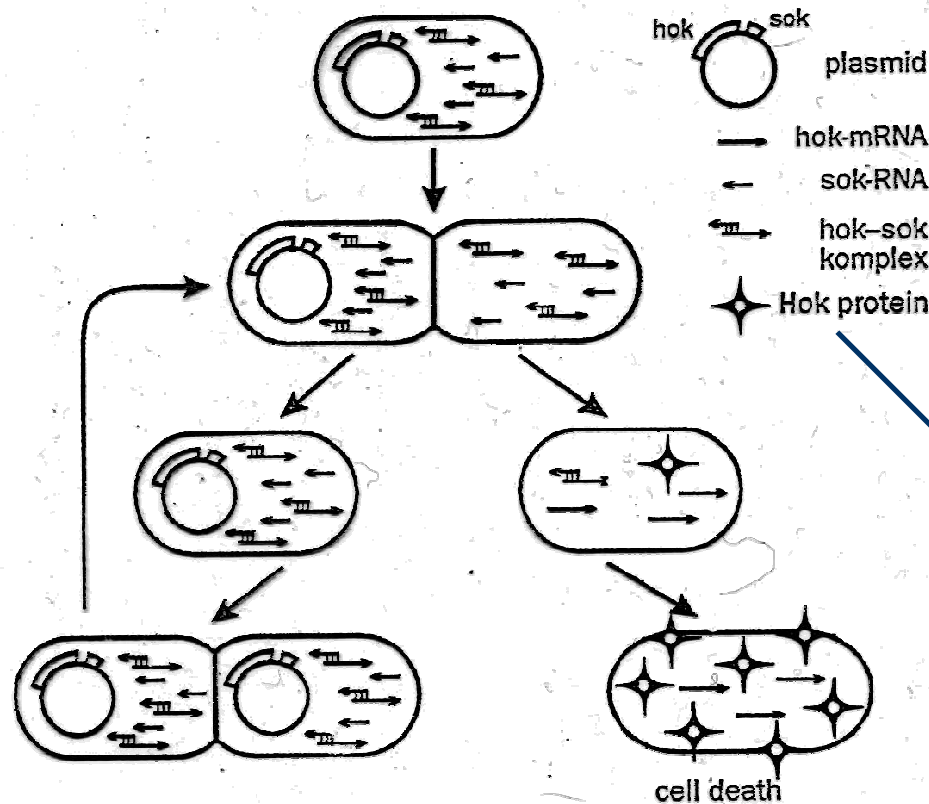 hok
sok
plasmid
hok-mRNA
sok-RNA
hok–sok
komplex
Hok protein
cell death